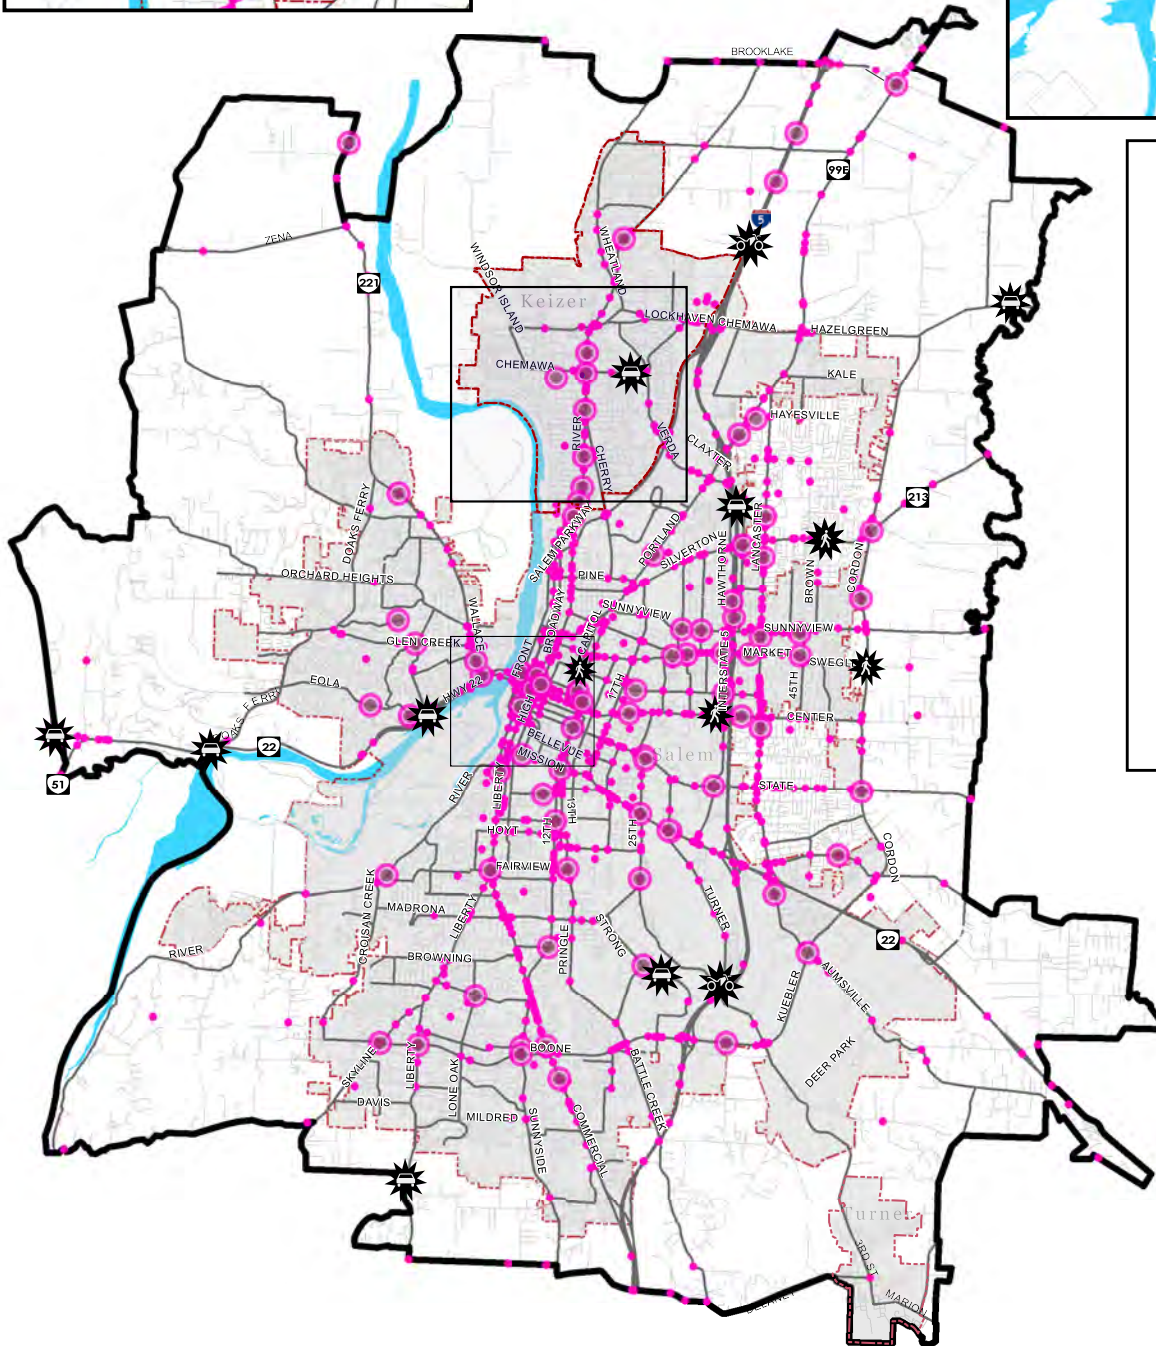 BROOKLAKE
99E
5
ZENA
221
WINDSOR ISLAND
WHEATLAND
Keizer
LOCKHAVEN CHEMAWA
HAZELGREEN
CHEMAWA
KALE
HAYESVILLE
RIVER
VERDA
CLAXTER
CHERRY
213
DOAKS FERRY
SALEM PARKWAY
PORTLAND
SILVERTON
HAWTHORNE
LANCASTER
BROWN
CORDON
ORCHARD HEIGHTS
PINE
BROADWAY
CAPITOL
SUNNYVIEW
SUNNYVIEW
WALLACE
GLEN CREEK
FRONT
MARKET
SWEGLE
EOLA
HWY 22
HIGH
17TH
INTERSTATE 5
45TH
CENTER
22
51
BELLEVUE
MISSION
Salem
STATE
RIVER
LIBERTY
12TH
13TH
HOYT
25TH
FAIRVIEW
CORDON
CROISAN CREEK
MADRONA
LIBERTY
TURNER
STRONG
PRINGLE
22
RIVER
BROWNING
KUEBLER
AUMSVILLE
SKYLINE
LIBERTY
LONE OAK
BOONE
BATTLE CREEK
DEER PARK
DAVIS
MILDRED
SUNNYSIDE
COMMERCIAL
Turner
3RD ST
MARION
DELANEY